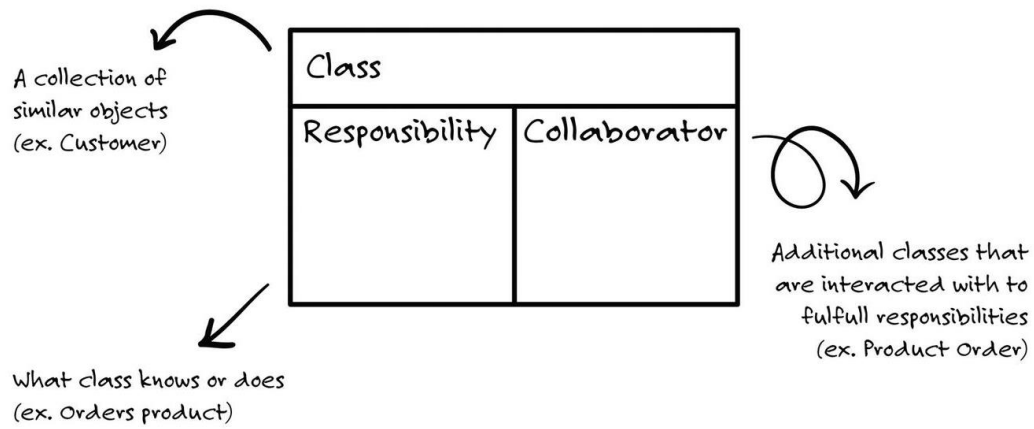 Class
Responsibility
Collaborator
A collection of
similar objects
(ex. Customer)
What class knows or does
(ex. Orders product)
Additional classes that
are interacted with to
fulfull responsibilities
(ex. Product Order)